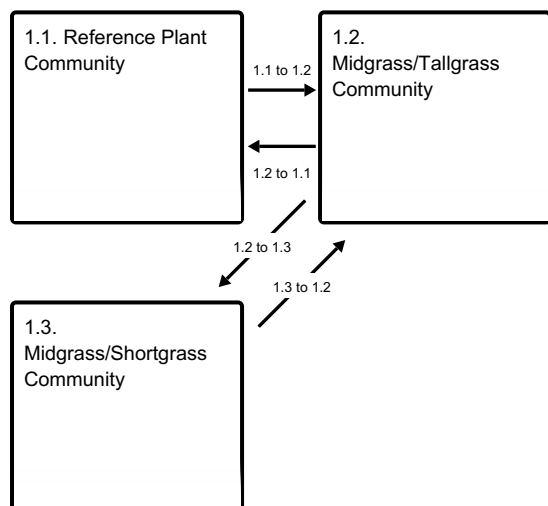 1.1. Reference Plant
Community
1.1 to 1.2
1.2.
Midgrass/Tallgrass
Community
1.2 to 1.1
1.2 to 1.3
1.3 to 1.2
1.3.
Midgrass/Shortgrass
Community